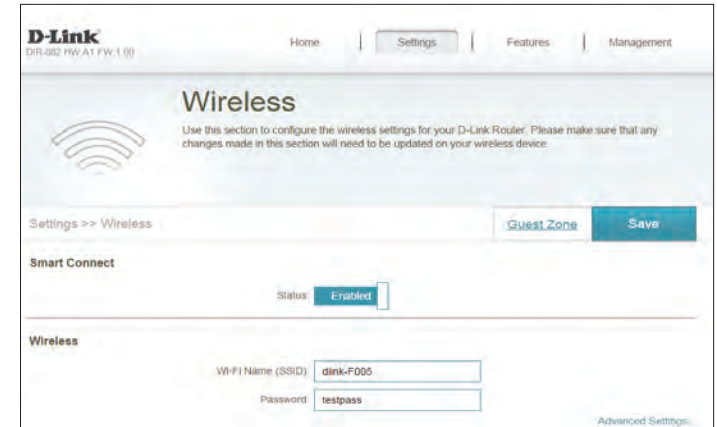 D-Link
DIR-882 HW:A1 FW:1.00
Home | Settings | Features | Management
Wireless
Use this section to configure the wireless settings for your D-Link Router. Please make sure that any
changes made in this section will need to be updated on your wireless device.
Settings >> Wireless
Guest Zone
Save
Smart Connect
Status: Enabled
Wireless
Wi-Fi Name (SSID): dlink-F005
Password: testpass
Advanced Settings...